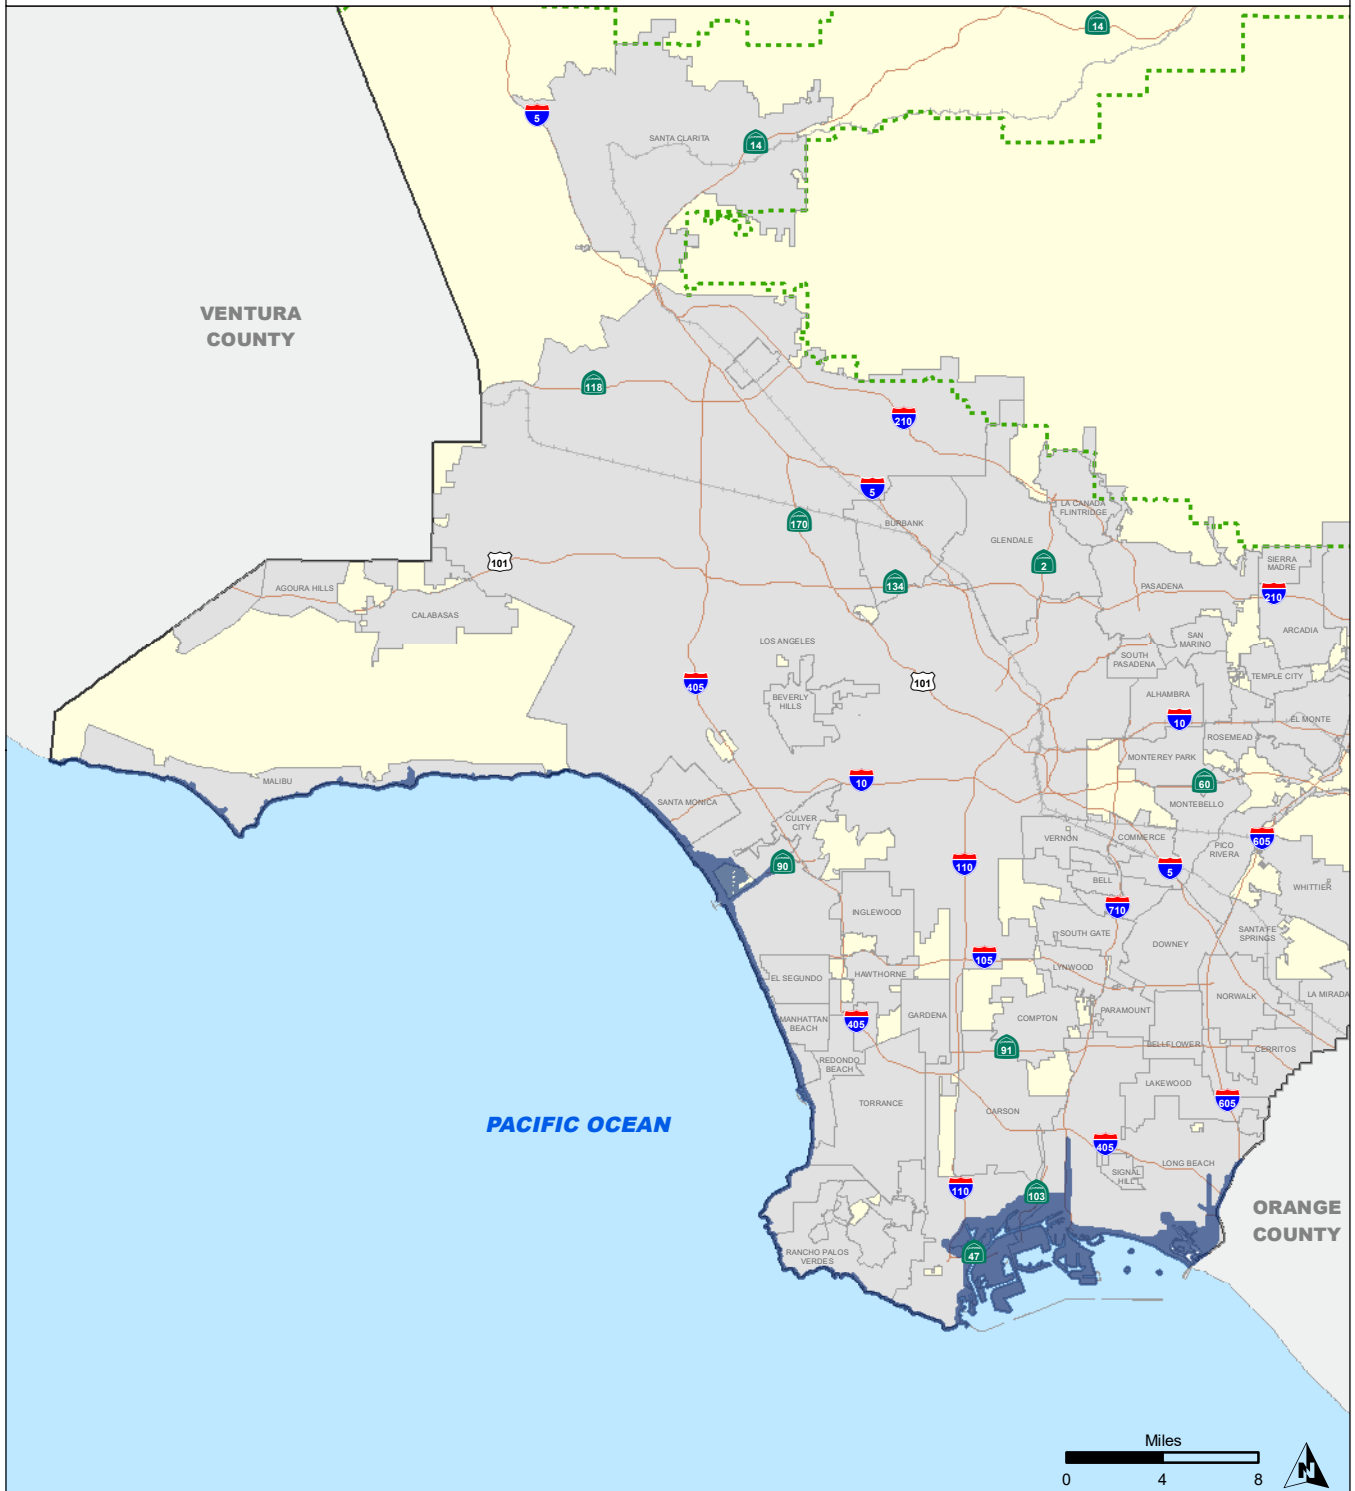 14
5
SANTA CLARITA
14
VENTURA
COUNTY
118
210
5
LA CANADA
FLINTRIDGE
170
BURBANK
GLENDALE
2
101
134
SIERRA
MADRE
AGOURA HILLS
PASADENA
210
CALABASAS
ARCADIA
LOS ANGELES
SAN
MARINO
SOUTH
PASADENA
TEMPLE CITY
405
101
BEVERLY
HILLS
ALHAMBRA
10
EL MONTE
ROSEMEAD
MONTEREY PARK
MALIBU
10
60
SANTA MONICA
MONTEBELLO
CULVER
CITY
VERNON
COMMERCE
605
PICO
RIVERA
90
110
5
BELL
WHITTIER
710
INGLEWOOD
SOUTH GATE
SANTA FE
SPRINGS
DOWNEY
105
EL SEGUNDO
HAWTHORNE
LYNWOOD
NORWALK
LA MIRADA
MANHATTAN
BEACH
405
GARDENA
COMPTON
PARAMOUNT
91
BELLFLOWER
CERRITOS
REDONDO
BEACH
LAKEWOOD
TORRANCE
CARSON
605
PACIFIC OCEAN
405
LONG BEACH
SIGNAL
HILL
110
103
ORANGE
COUNTY
47
RANCHO PALOS
VERDES
Miles
0 4 8
N